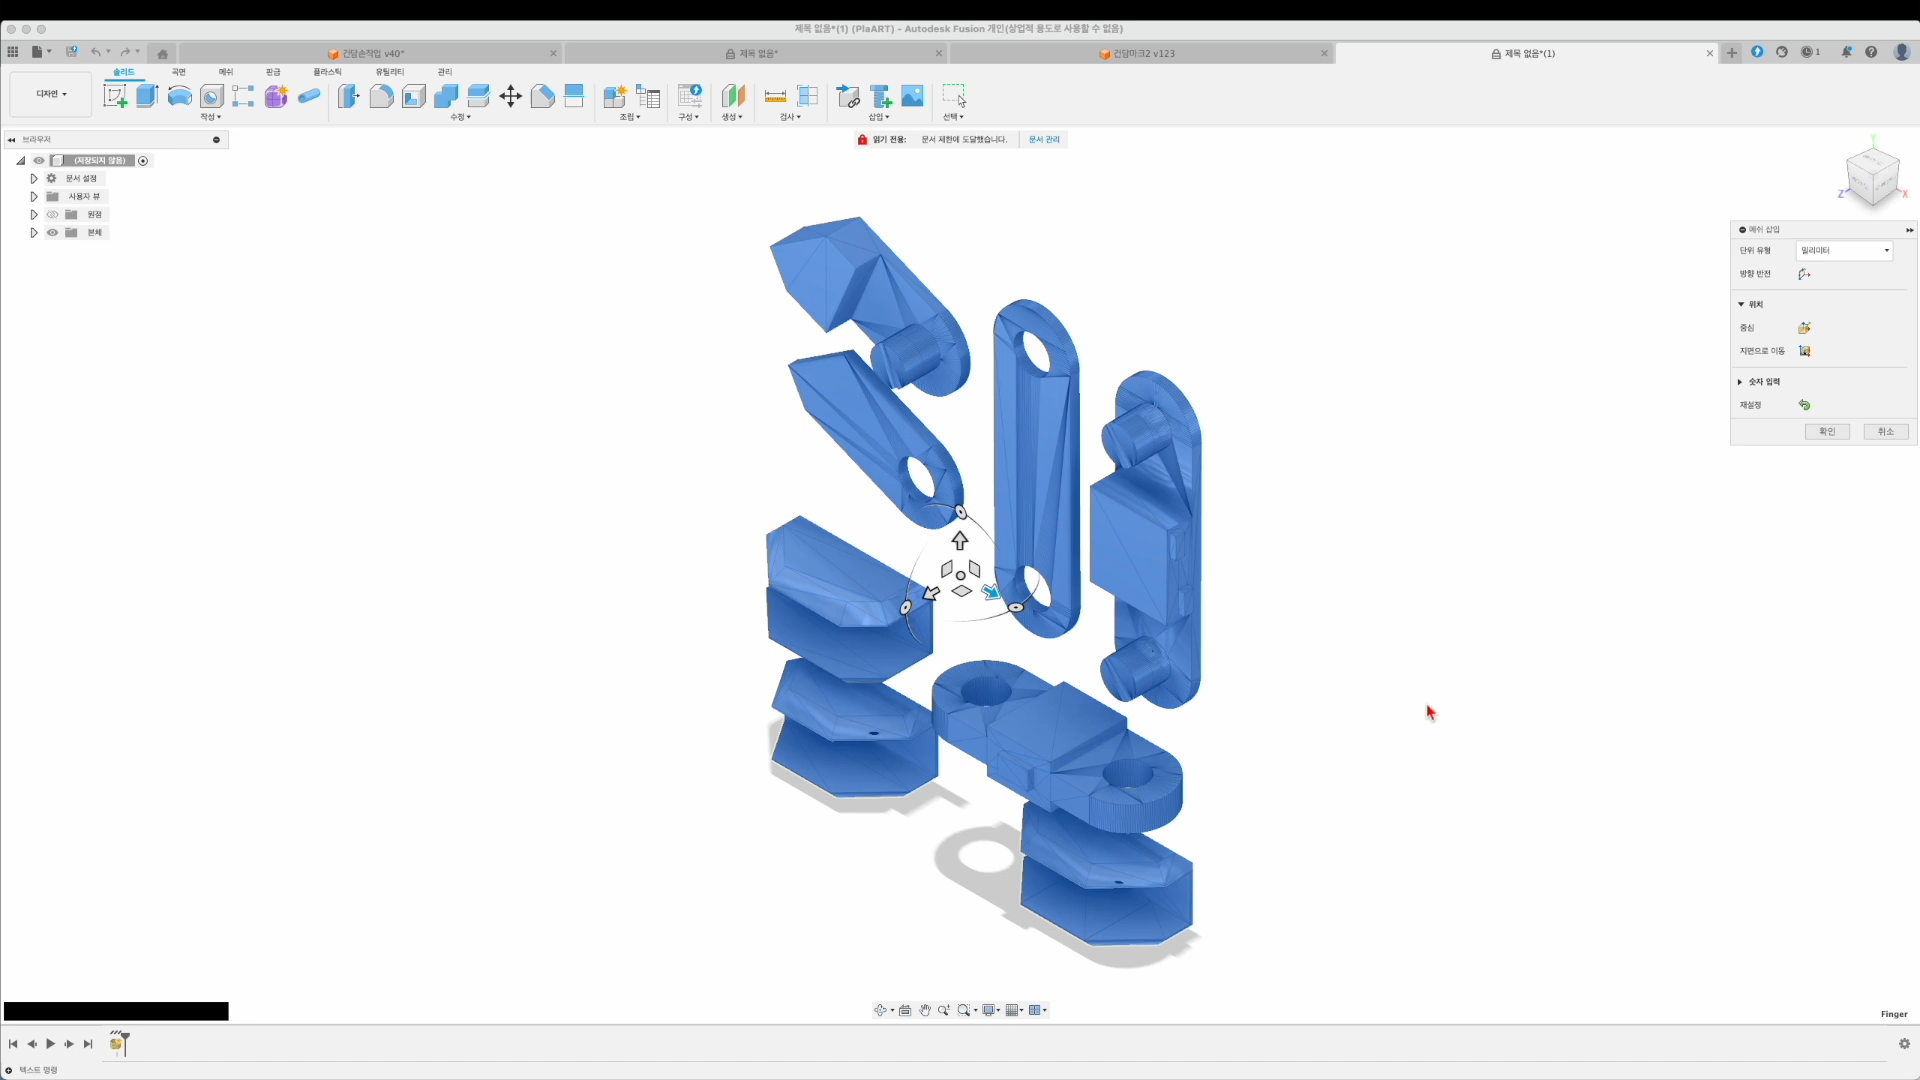 제목 없음*(1) (PlaART) - Autodesk Fusion 개인(상업적 용도로 사용할 수 없음)
건담손작업 v40*
제목 없음*
건담마크2 v123
제목 없음*(1)
1
솔리드
곡면
메쉬
판금
플라스틱
유틸리티
관리
디자인
작성
수정
조립
구성
생성
검사
삽입
선택
브라우저
읽기 전용:
문서 제한에 도달했습니다.
문서 관리
(저장되지 않음)
문서 설정
사용자 뷰
원점
본체
Y
Z
X
메쉬 삽입
단위 유형
밀리미터
방향 반전
위치
중심
지면으로 이동
숫자 입력
재설정
확인
취소
Finger
텍스트 명령